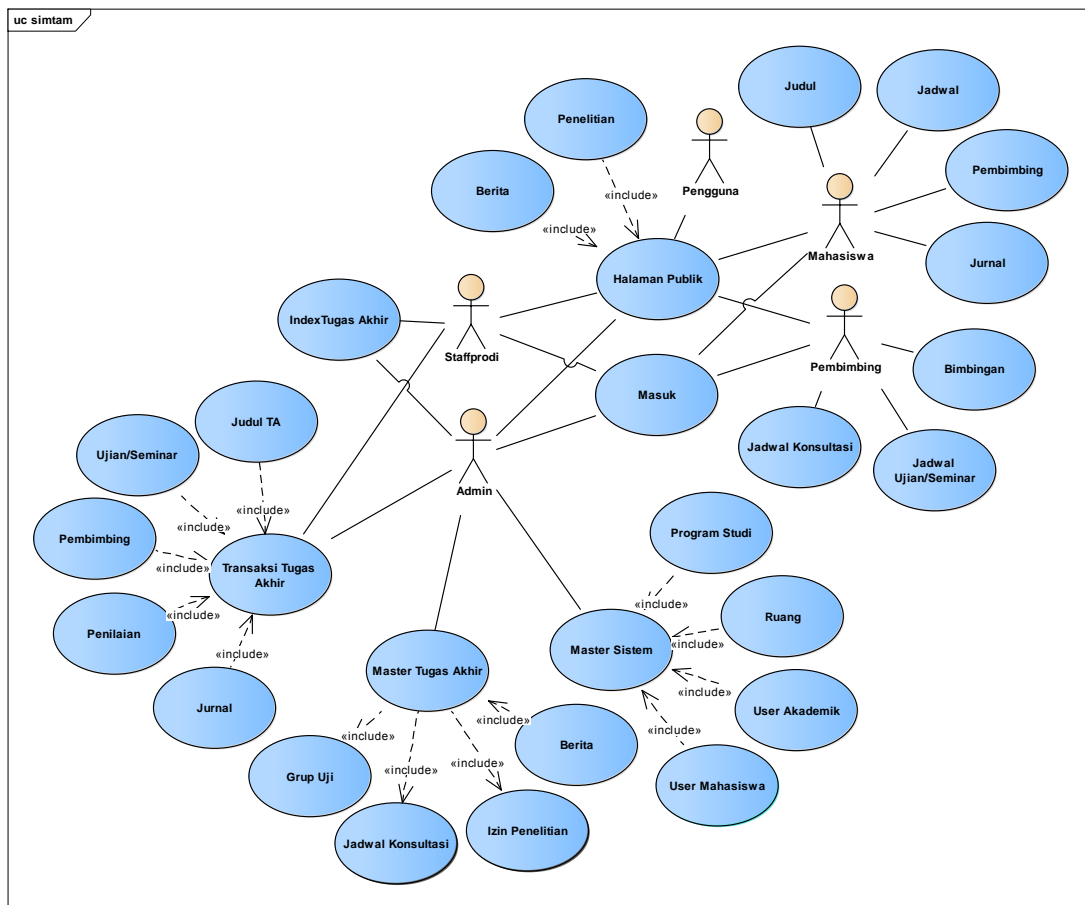 uc simtam
Judul
Jadwal
Penelitian
Pengguna
Pembimbing
Berita
«include»
«include»
Mahasiswa
Jurnal
Halaman Publik
IndexTugas Akhir
Staffprodi
Pembimbing
Bimbingan
Masuk
Judul TA
Jadwal Konsultasi
Ujian/Seminar
Jadwal
Ujian/Seminar
Admin
«include»
«include»
Program Studi
Pembimbing
«include»
Transaksi Tugas
Akhir
«include»
Penilaian
«include»
Ruang
«include»
Master Sistem
«include»
Master Tugas Akhir
Jurnal
«include»
User Akademik
«include»
«include»
«include»
Berita
«include»
«include»
«include»
Grup Uji
User Mahasiswa
Izin Penelitian
Jadwal Konsultasi